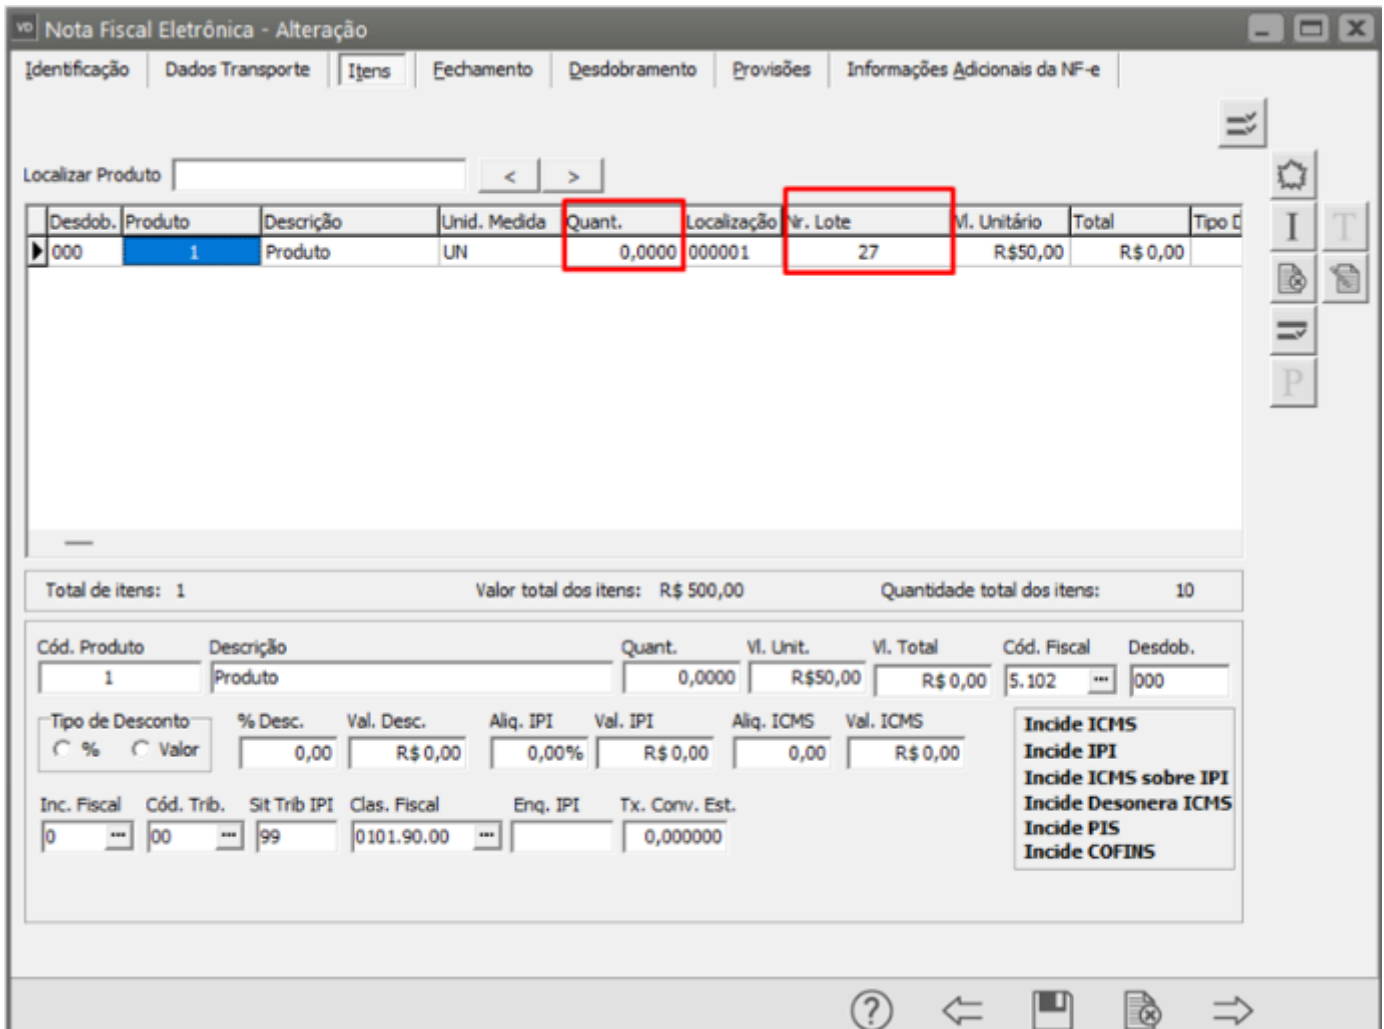 VD Nota Fiscal Eletrônica - Alteração
Identificação Dados Transporte Itens Fechamento Desdobramento Provisões Informações Adicionais da NF-e
Localizar Produto < >
Desdob. Produto Descrição Unid. Medida Quant. Localização Nr. Lote Vl. Unitário Total Tipo D
000 1 Produto UN 0,0000 000001 27 R$50,00 R$ 0,00
I T
P
Total de itens: 1 Valor total dos itens: R$ 500,00 Quantidade total dos itens: 10
Cód. Produto Descrição Quant. Vl. Unit. Vl. Total Cód. Fiscal Desdob.
1 Produto 0,0000 R$50,00 R$ 0,00 5.102 ... 000
Tipo de Desconto % Desc. Val. Desc. Aliq. IPI Val. IPI Aliq. ICMS Val. ICMS
% Valor 0,00 R$ 0,00 0,00% R$ 0,00 0,00 R$ 0,00
Incide ICMS
Incide IPI
Incide ICMS sobre IPI
Incide Desonera ICMS
Incide PIS
Incide COFINS
Inc. Fiscal Cód. Trib. Sit Trib IPI Clas. Fiscal Enq. IPI Tx. Conv. Est.
0 ... 00 ... 99 0101.90.00 ... 0,000000
?